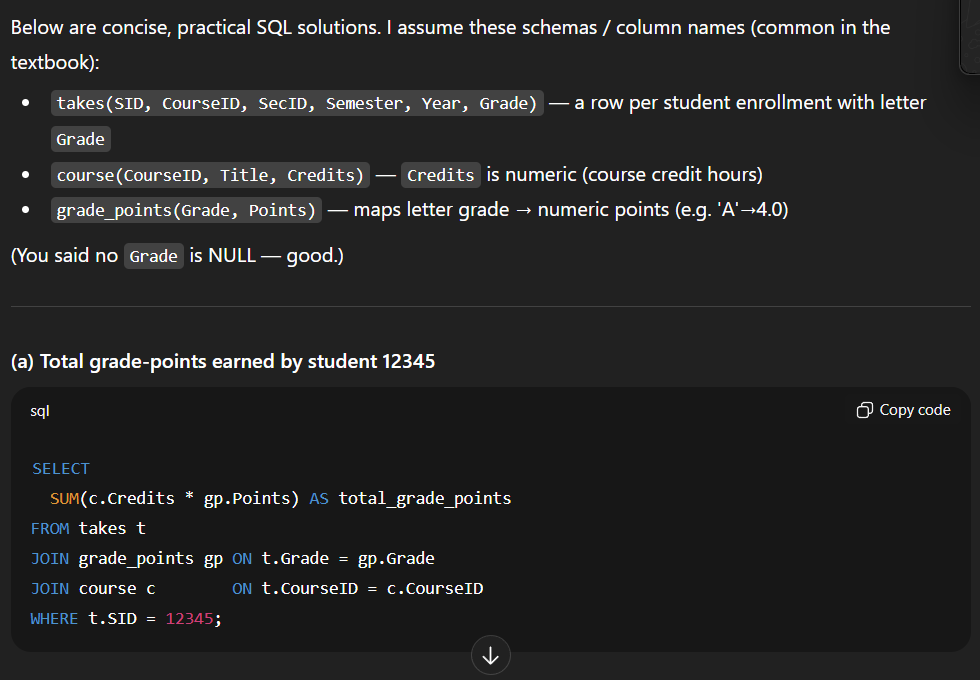 Below are concise, practical SQL solutions. I assume these schemas / column names (common in the
textbook):
• takes(SID, CourseID, SecID, Semester, Year, Grade) — a row per student enrollment with letter
Grade
• course(CourseID, Title, Credits) — Credits is numeric (course credit hours)
• grade_points(Grade, Points) — maps letter grade → numeric points (e.g. 'A'→4.0)
(You said no Grade is NULL — good.)
(a) Total grade-points earned by student 12345
sql
Copy code
SELECT
  SUM(c.Credits * gp.Points) AS total_grade_points
FROM takes t
JOIN grade_points gp ON t.Grade = gp.Grade
JOIN course c        ON t.CourseID = c.CourseID
WHERE t.SID = 12345;